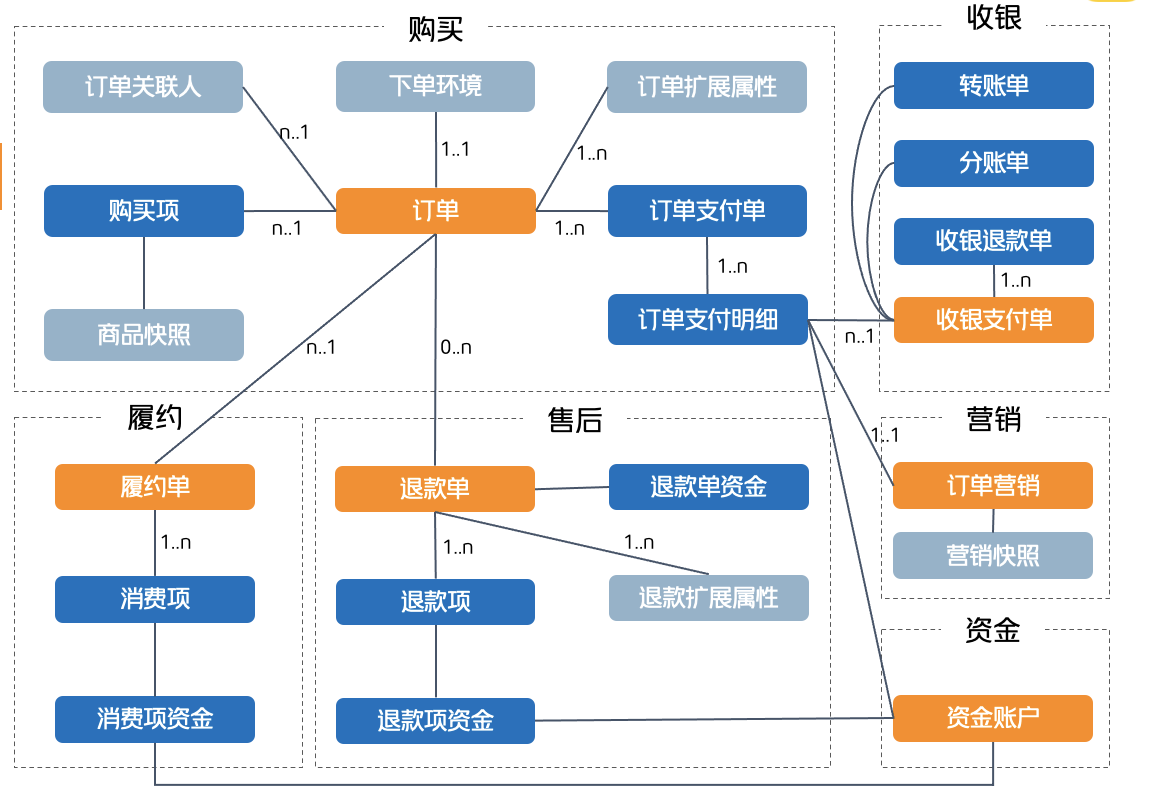 购买
订单关联人
下单环境
订单扩展属性
n..1
1..1
1..n
购买项
订单
订单支付单
n..1
1..n
1..n
商品快照
订单支付明细
n..1
0..n
n..1
收银
转账单
分账单
收银退款单
1..n
收银支付单
履约
履约单
1..n
消费项
消费项资金
售后
退款单
退款单资金
1..n
1..n
退款项
退款扩展属性
退款项资金
营销
1..1
订单营销
营销快照
资金
资金账户